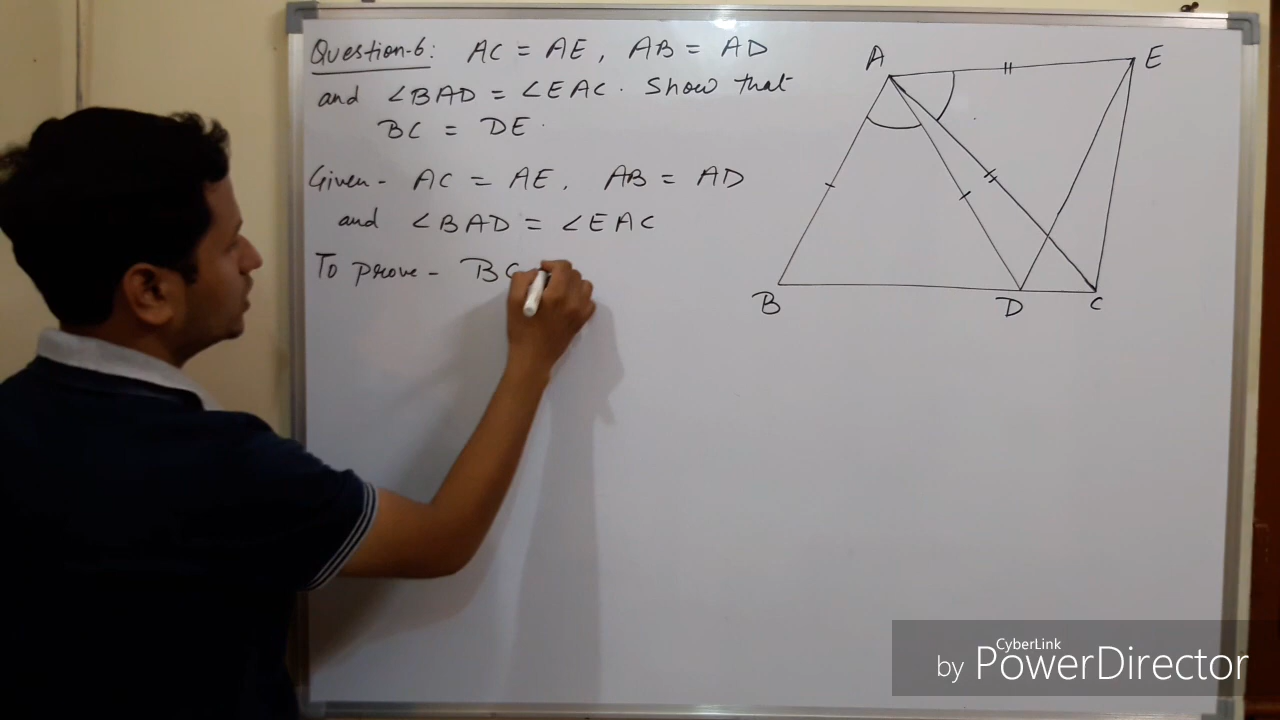 Question-6: AC = AE, AB = AD
and ∠BAD = ∠EAC. Show that
BC = DE.
Given- AC = AE, AB = AD
and ∠BAD = ∠EAC
To prove- BC
A
E
B
D
C
CyberLink
by PowerDirector